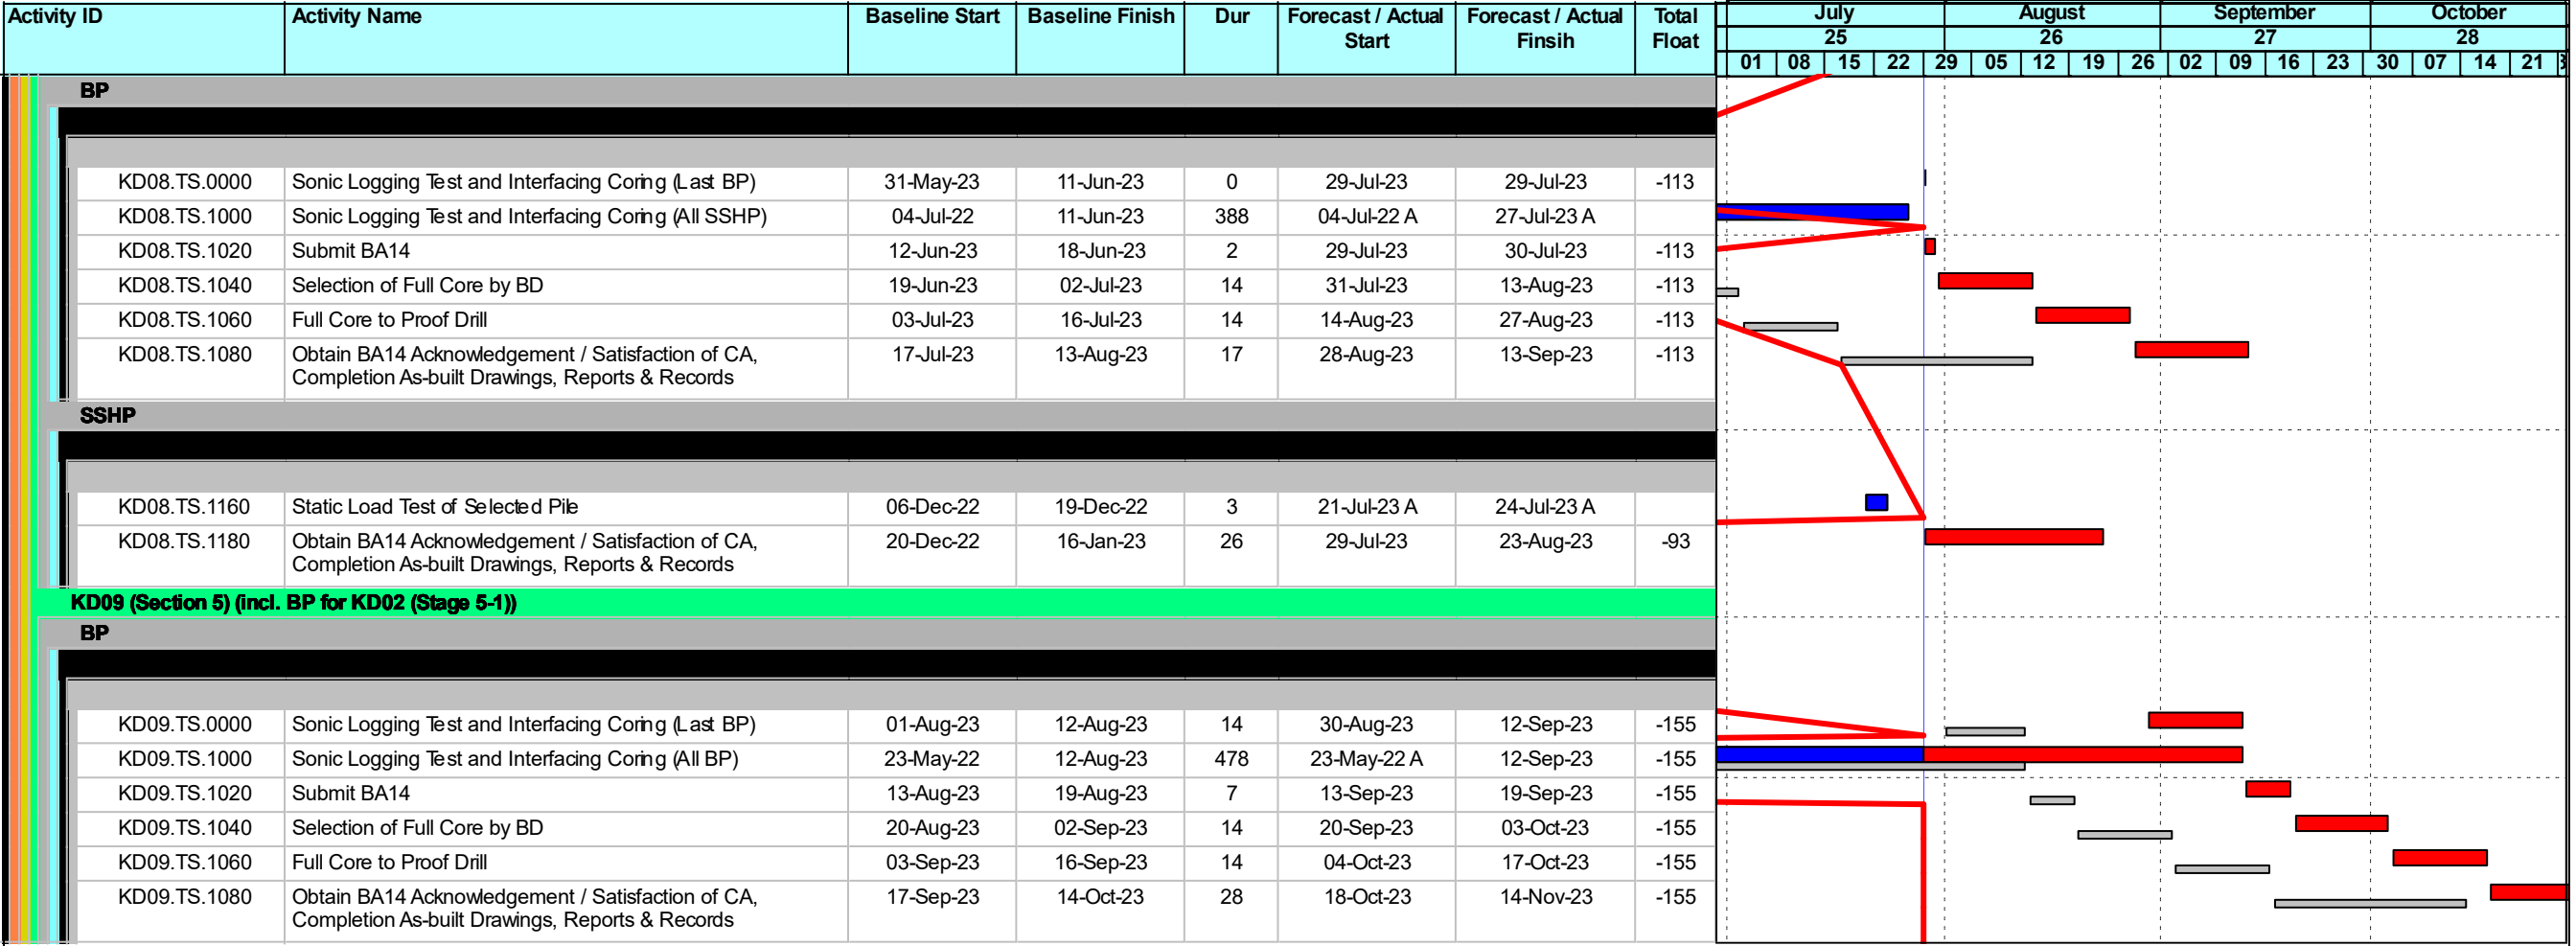 Activity ID Activity Name Baseline Start Baseline Finish Dur Forecast / Actual Start Forecast / Actual Finsih Total Float July August September October
25 26 27 28
01 08 15 22 29 05 12 19 26 02 09 16 23 30 07 14 21
BP
KD08.TS.0000 Sonic Logging Test and Interfacing Coring (Last BP) 31-May-23 11-Jun-23 0 29-Jul-23 29-Jul-23 -113
KD08.TS.1000 Sonic Logging Test and Interfacing Coring (All SSHP) 04-Jul-22 11-Jun-23 388 04-Jul-22 A 27-Jul-23 A
KD08.TS.1020 Submit BA14 12-Jun-23 18-Jun-23 2 29-Jul-23 30-Jul-23 -113
KD08.TS.1040 Selection of Full Core by BD 19-Jun-23 02-Jul-23 14 31-Jul-23 13-Aug-23 -113
KD08.TS.1060 Full Core to Proof Drill 03-Jul-23 16-Jul-23 14 14-Aug-23 27-Aug-23 -113
KD08.TS.1080 Obtain BA14 Acknowledgement / Satisfaction of CA, 17-Jul-23 13-Aug-23 17 28-Aug-23 13-Sep-23 -113
Completion As-built Drawings, Reports & Records
SSHP
KD08.TS.1160 Static Load Test of Selected Pile 06-Dec-22 19-Dec-22 3 21-Jul-23 A 24-Jul-23 A
KD08.TS.1180 Obtain BA14 Acknowledgement / Satisfaction of CA, 20-Dec-22 16-Jan-23 26 29-Jul-23 23-Aug-23 -93
Completion As-built Drawings, Reports & Records
KD09 (Section 5) (incl. BP for KD02 (Stage 5-1))
BP
KD09.TS.0000 Sonic Logging Test and Interfacing Coring (Last BP) 01-Aug-23 12-Aug-23 14 30-Aug-23 12-Sep-23 -155
KD09.TS.1000 Sonic Logging Test and Interfacing Coring (All BP) 23-May-22 12-Aug-23 478 23-May-22 A 12-Sep-23 -155
KD09.TS.1020 Submit BA14 13-Aug-23 19-Aug-23 7 13-Sep-23 19-Sep-23 -155
KD09.TS.1040 Selection of Full Core by BD 20-Aug-23 02-Sep-23 14 20-Sep-23 03-Oct-23 -155
KD09.TS.1060 Full Core to Proof Drill 03-Sep-23 16-Sep-23 14 04-Oct-23 17-Oct-23 -155
KD09.TS.1080 Obtain BA14 Acknowledgement / Satisfaction of CA, 17-Sep-23 14-Oct-23 28 18-Oct-23 14-Nov-23 -155
Completion As-built Drawings, Reports & Records